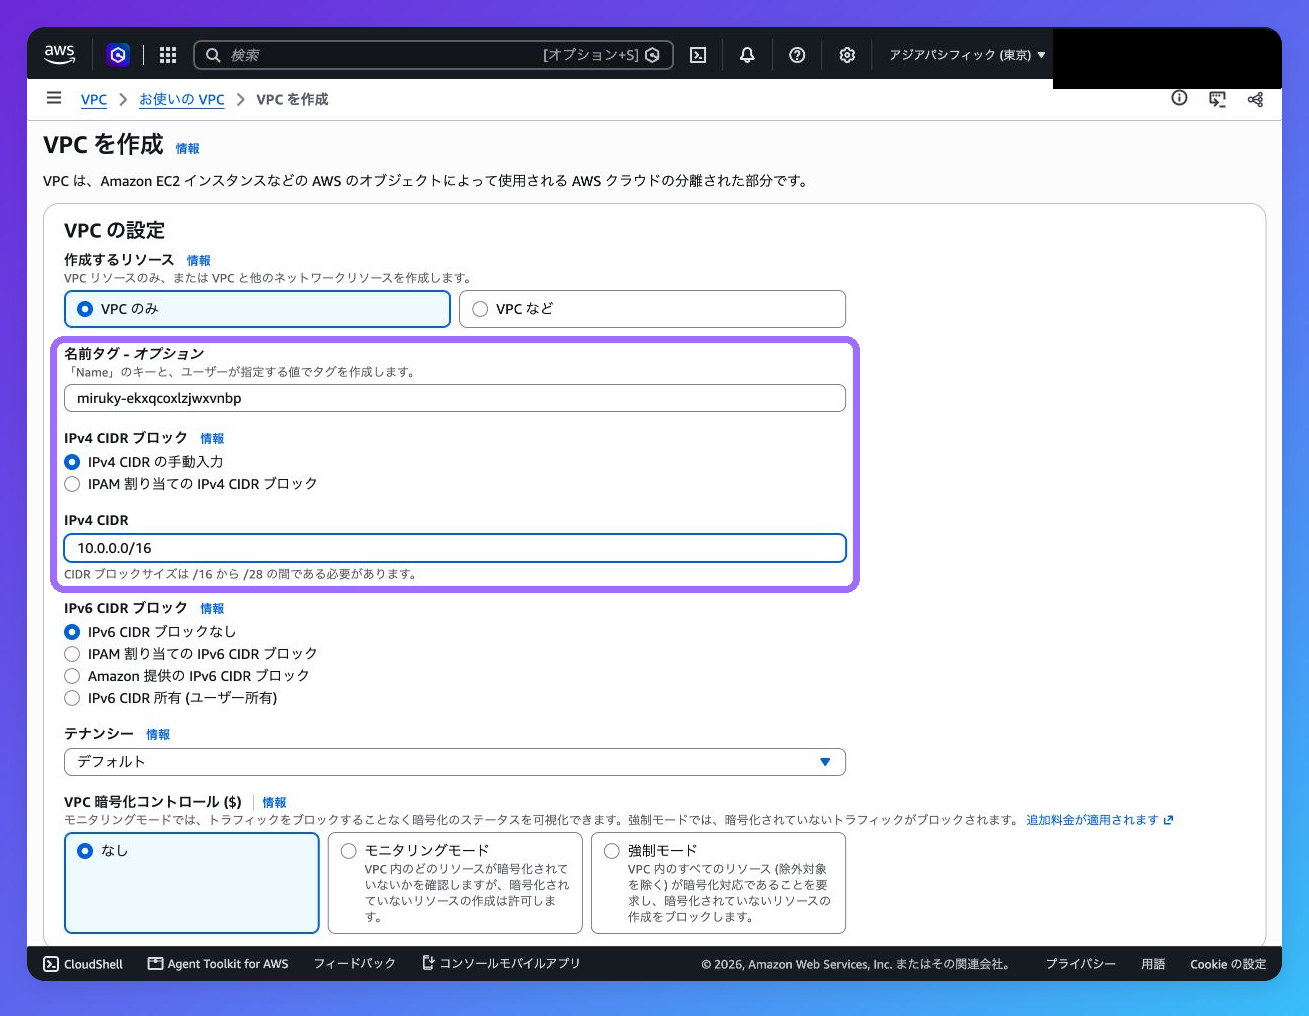 aws
検索 [オプション+S]
アジアパシフィック (東京)
VPC
お使いの VPC
VPC を作成
VPC を作成 情報
VPC は、Amazon EC2 インスタンスなどの AWS のオブジェクトによって使用される AWS クラウドの分離された部分です。
VPC の設定
作成するリソース 情報
VPC リソースのみ、または VPC と他のネットワークリソースを作成します。
VPC のみ
VPC など
名前タグ - オプション
「Name」のキーと、ユーザーが指定する値でタグを作成します。
miruky-ekxqcoxlzjwxvnbp
IPv4 CIDR ブロック 情報
IPv4 CIDR の手動入力
IPAM 割り当ての IPv4 CIDR ブロック
IPv4 CIDR
10.0.0.0/16
CIDR ブロックサイズは /16 から /28 の間である必要があります。
IPv6 CIDR ブロック 情報
IPv6 CIDR ブロックなし
IPAM 割り当ての IPv6 CIDR ブロック
Amazon 提供の IPv6 CIDR ブロック
IPv6 CIDR 所有 (ユーザー所有)
テナンシー 情報
デフォルト
VPC 暗号化コントロール ($) 情報
モニタリングモードでは、トラフィックをブロックすることなく暗号化のステータスを可視化できます。強制モードでは、暗号化されていないトラフィックがブロックされます。 追加料金が適用されます
なし
モニタリングモード
VPC 内のどのリソースが暗号化されて
いないかを確認しますが、暗号化され
ていないリソースの作成は許可しま
す。
強制モード
VPC 内のすべてのリソース (除外対象
を除く) が暗号化対応であることを要
求し、暗号化されていないリソースの
作成をブロックします。
CloudShell
Agent Toolkit for AWS
フィードバック
コンソールモバイルアプリ
© 2026, Amazon Web Services, Inc. またはその関連会社。
プライバシー
用語
Cookie の設定